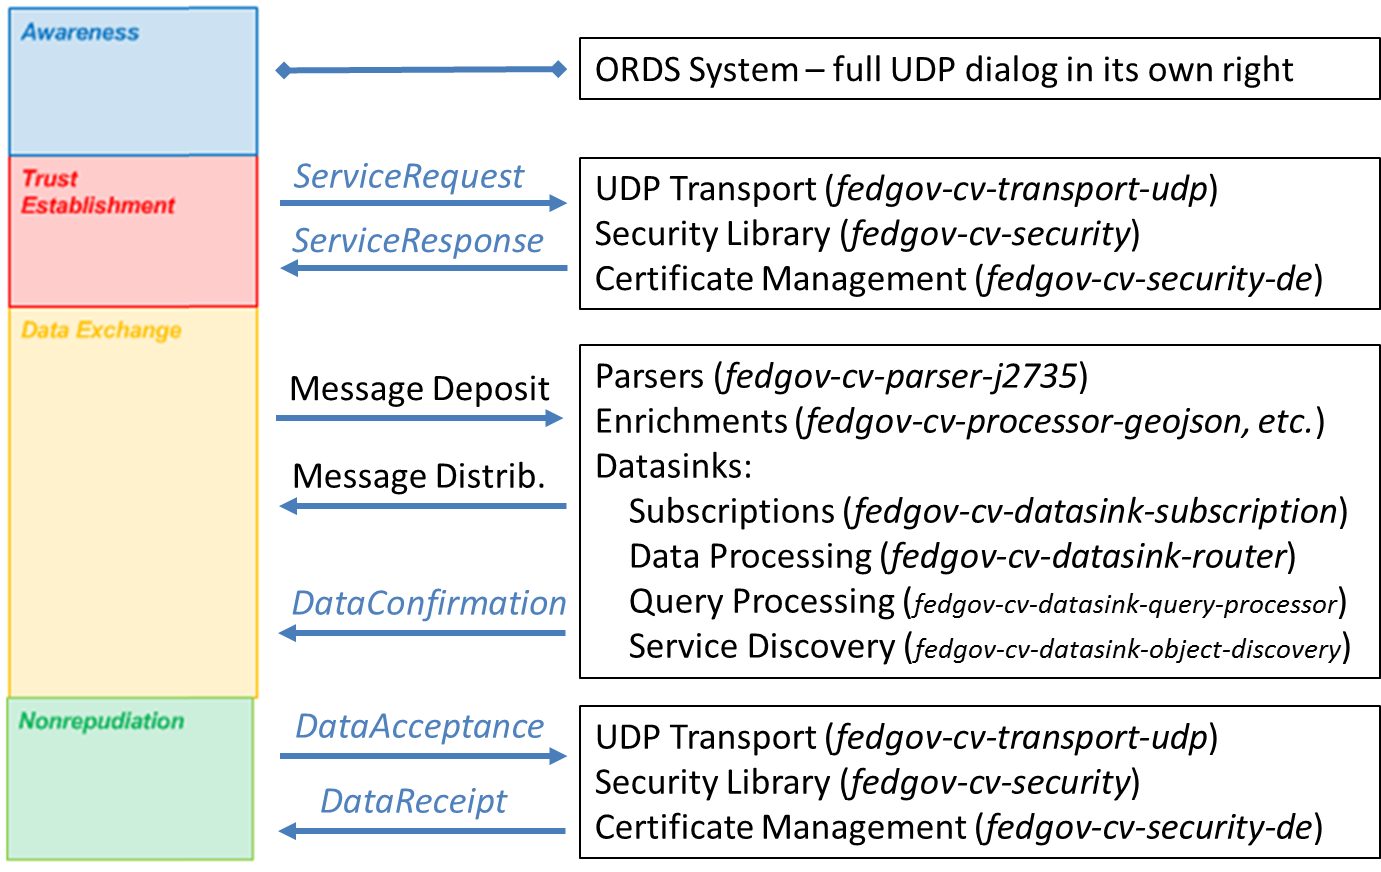 Awareness
ORDS System – full UDP dialog in its own right
Trust
Establishment
ServiceRequest
ServiceResponse
UDP Transport (fedgov-cv-transport-udp)
Security Library (fedgov-cv-security)
Certificate Management (fedgov-cv-security-de)
Data Exchange
Message Deposit
Message Distrib.
DataConfirmation
Parsers (fedgov-cv-parser-j2735)
Enrichments (fedgov-cv-processor-geojson, etc.)
Datasinks:
Subscriptions (fedgov-cv-datasink-subscription)
Data Processing (fedgov-cv-datasink-router)
Query Processing (fedgov-cv-datasink-query-processor)
Service Discovery (fedgov-cv-datasink-object-discovery)
Nonrepudiation
DataAcceptance
DataReceipt
UDP Transport (fedgov-cv-transport-udp)
Security Library (fedgov-cv-security)
Certificate Management (fedgov-cv-security-de)